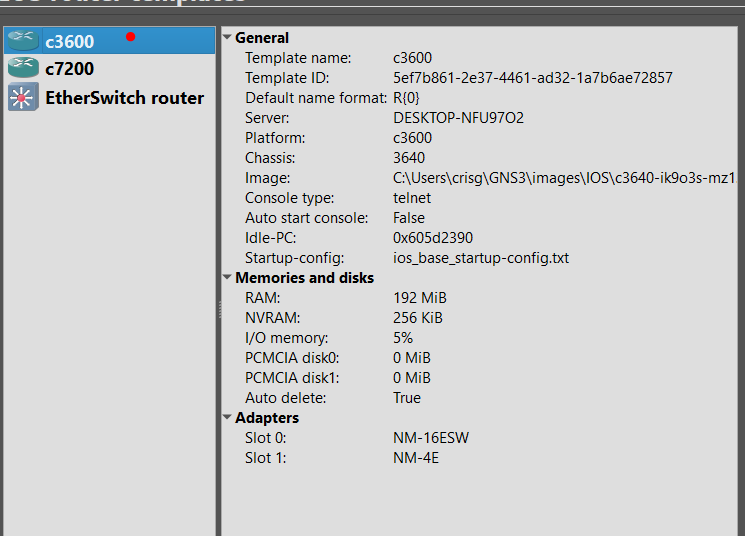 c3600
c7200
EtherSwitch router
General
Template name: c3600
Template ID: 5ef7b861-2e37-4461-ad32-1a7b6ae72857
Default name format: R{0}
Server: DESKTOP-NFU97O2
Platform: c3600
Chassis: 3640
Image: C:\Users\crisg\GNS3\images\IOS\c3640-ik9o3s-mz1
Console type: telnet
Auto start console: False
Idle-PC: 0x605d2390
Startup-config: ios_base_startup-config.txt
Memories and disks
RAM: 192 MiB
NVRAM: 256 KiB
I/O memory: 5%
PCMCIA disk0: 0 MiB
PCMCIA disk1: 0 MiB
Auto delete: True
Adapters
Slot 0: NM-16ESW
Slot 1: NM-4E